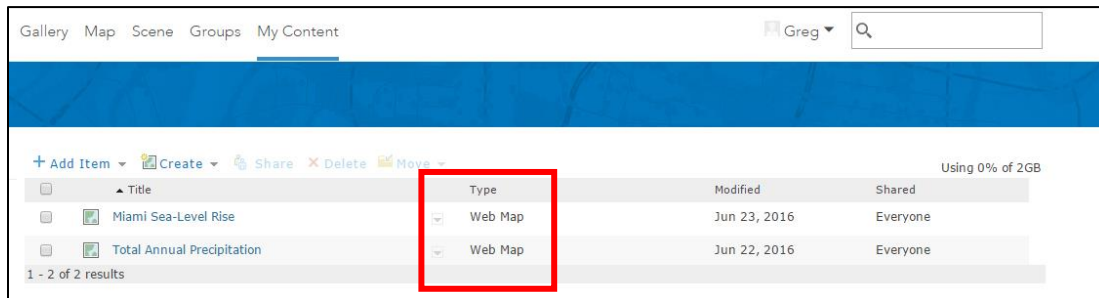 Gallery Map Scene Groups My Content Greg
+ Add Item Create Share Delete Move Using 0% of 2GB
Title Type Modified Shared
Miami Sea-Level Rise Web Map Jun 23, 2016 Everyone
Total Annual Precipitation Web Map Jun 22, 2016 Everyone
1 - 2 of 2 results